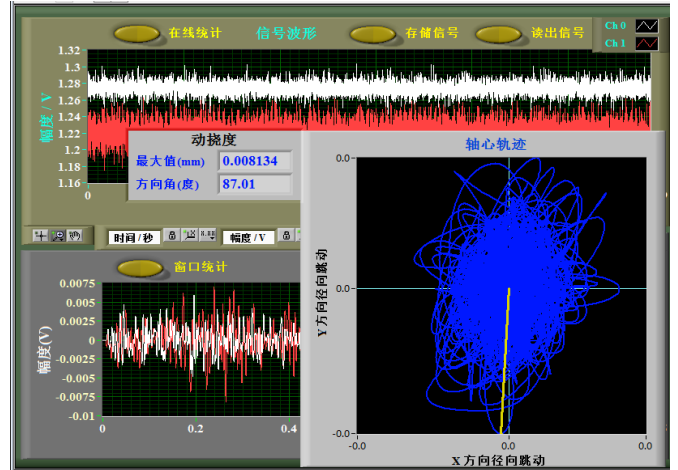 在线统计
信号波形
存储信号
读出信号
Ch 0
Ch 1
幅度 / V
1.32
1.3
1.28
1.26
1.24
1.22
1.2
1.18
1.16
0
动挠度
最大值(mm) 0.008134
方向角(度) 87.01
时间 / 秒
幅度 / V
窗口统计
幅度(V)
0.0075
0.005
0.0025
0
-0.0025
-0.005
-0.0075
-0.01
0
0.2
0.4
轴心轨迹
Y方向径向跳动
0.0
0.0
-0.0
-0.0
0.0
0.0
X方向径向跳动